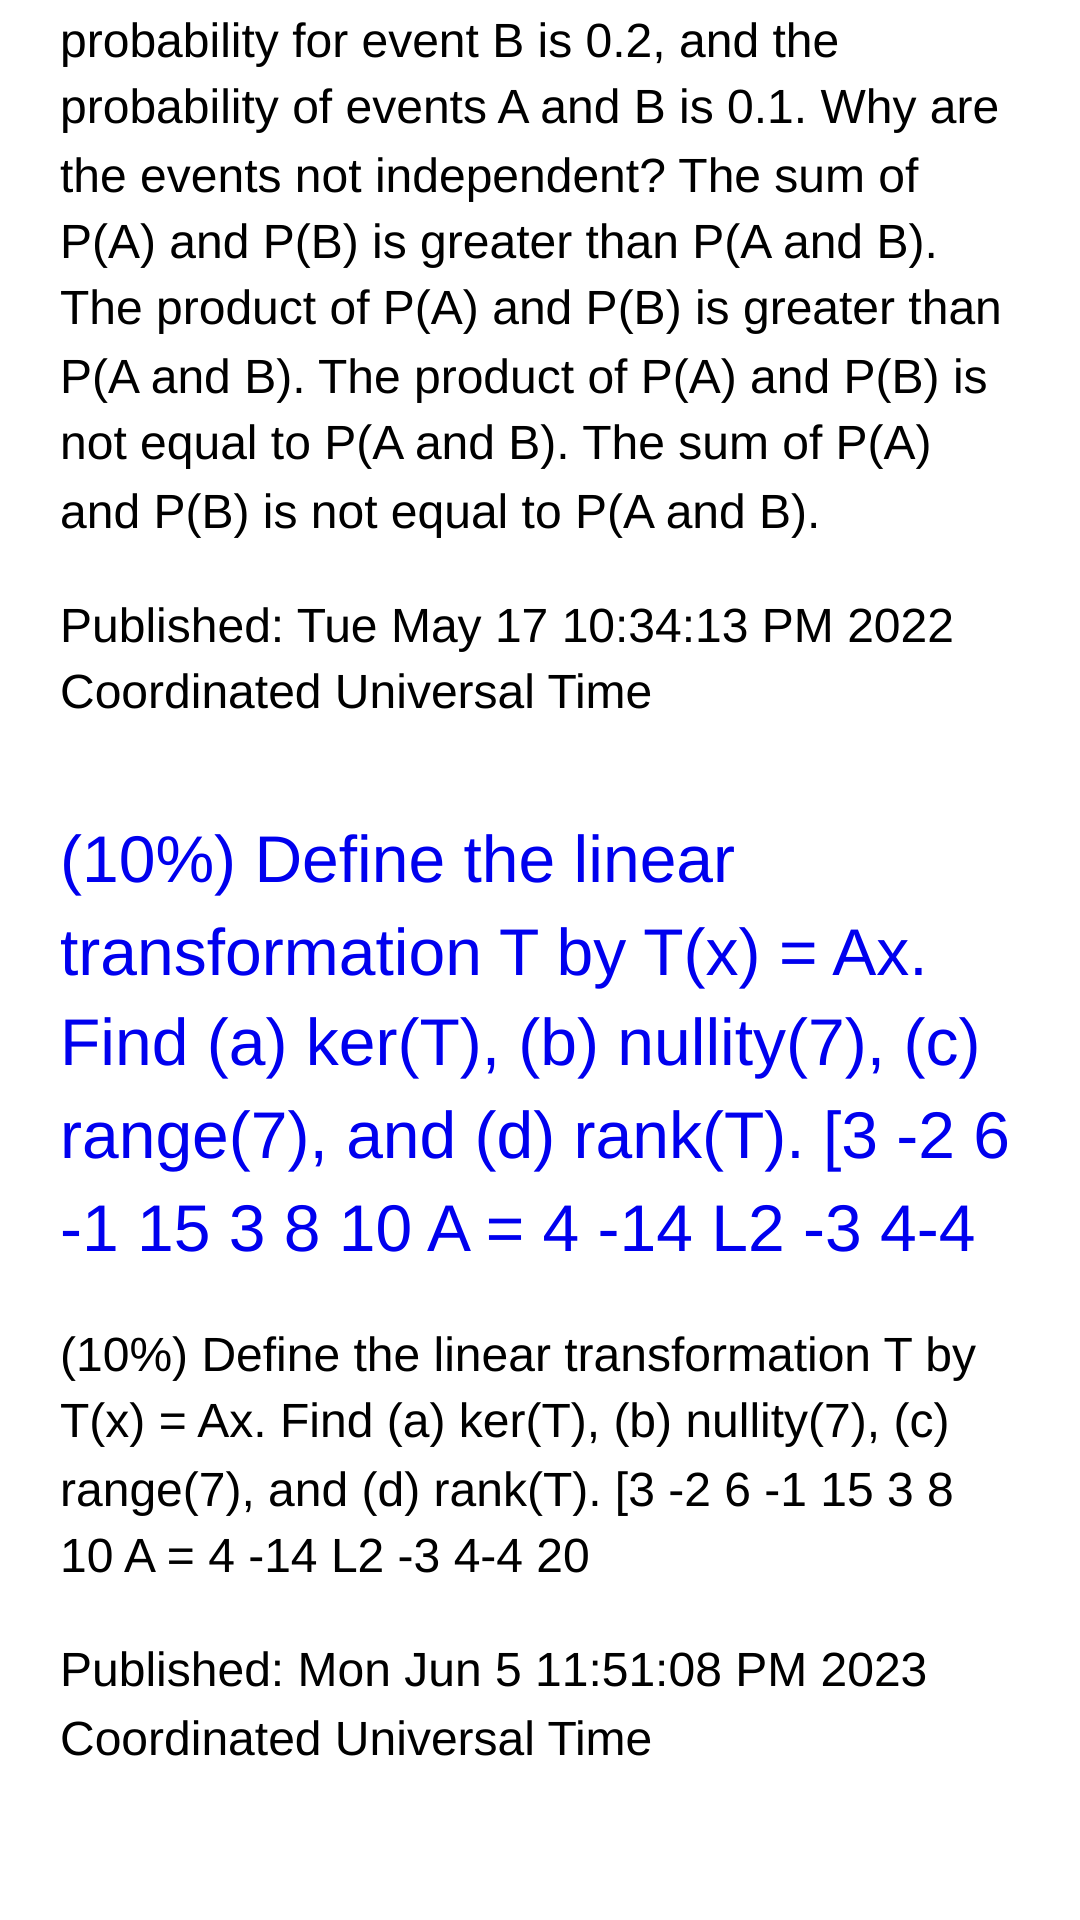 probability for event B is 0.2, and the
probability of events A and B is 0.1. Why are
the events not independent? The sum of
P(A) and P(B) is greater than P(A and B).
The product of P(A) and P(B) is greater than
P(A and B). The product of P(A) and P(B) is
not equal to P(A and B). The sum of P(A)
and P(B) is not equal to P(A and B).
Published: Tue May 17 10:34:13 PM 2022
Coordinated Universal Time
(10%) Define the linear
transformation T by T(x) = Ax.
Find (a) ker(T), (b) nullity(7), (c)
range(7), and (d) rank(T). [3 -2 6
-1 15 3 8 10 A = 4 -14 L2 -3 4-4
(10%) Define the linear transformation T by
T(x) = Ax. Find (a) ker(T), (b) nullity(7), (c)
range(7), and (d) rank(T). [3 -2 6 -1 15 3 8
10 A = 4 -14 L2 -3 4-4 20
Published: Mon Jun 5 11:51:08 PM 2023
Coordinated Universal Time